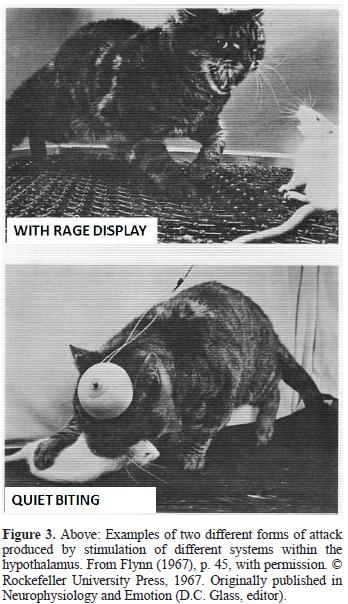 WITH RAGE DISPLAY
QUIET BITING
Figure 3. Above: Examples of two different forms of attack
produced by stimulation of different systems within the
hypothalamus. From Flynn (1967), p. 45, with permission. ©
Rockefeller University Press, 1967. Originally published in
Neurophysiology and Emotion (D.C. Glass, editor).